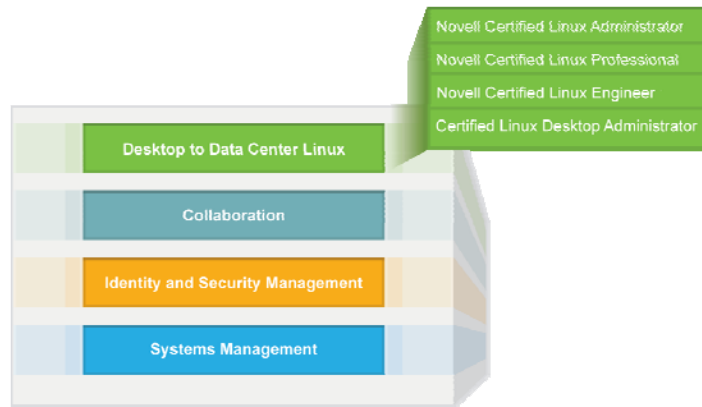 Novell Certified Linux Administrator
Novell Certified Linux Professional
Novell Certified Linux Engineer
Certified Linux Desktop Administrator
Desktop to Data Center Linux
Collaboration
Identity and Security Management
Systems Management